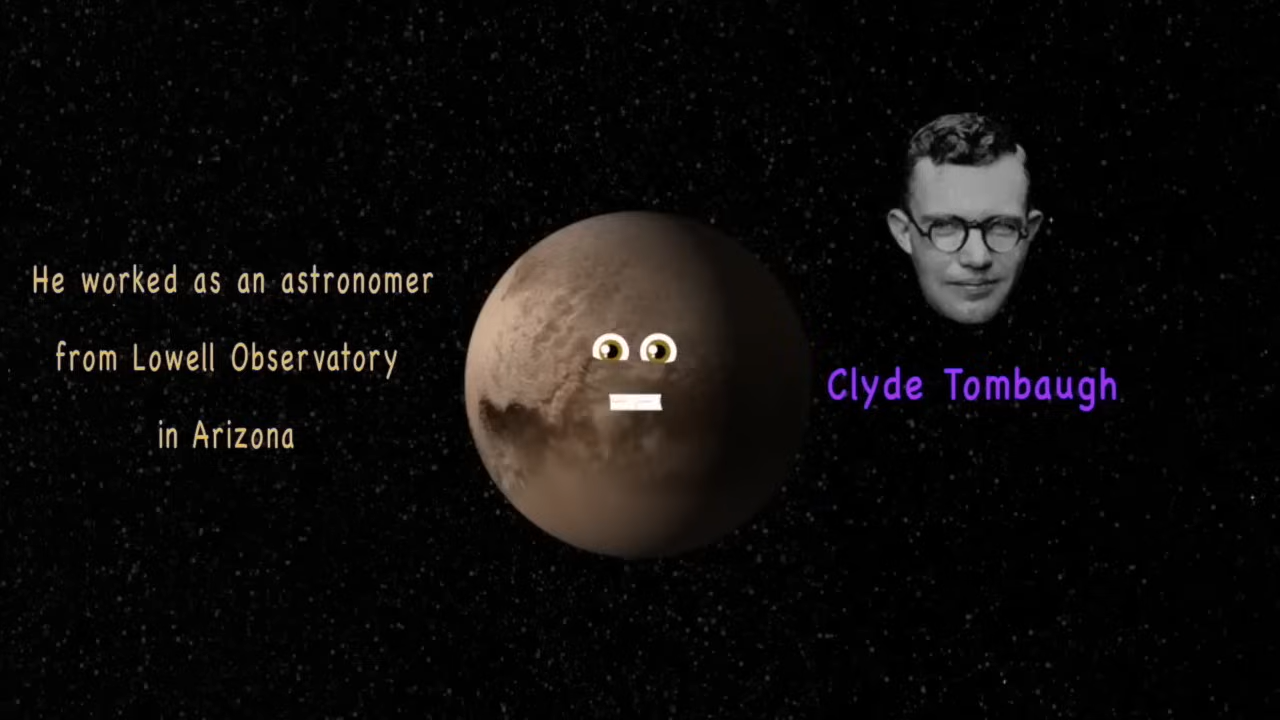 He worked as an astronomer
from Lowell Observatory
in Arizona
Clyde Tombaugh